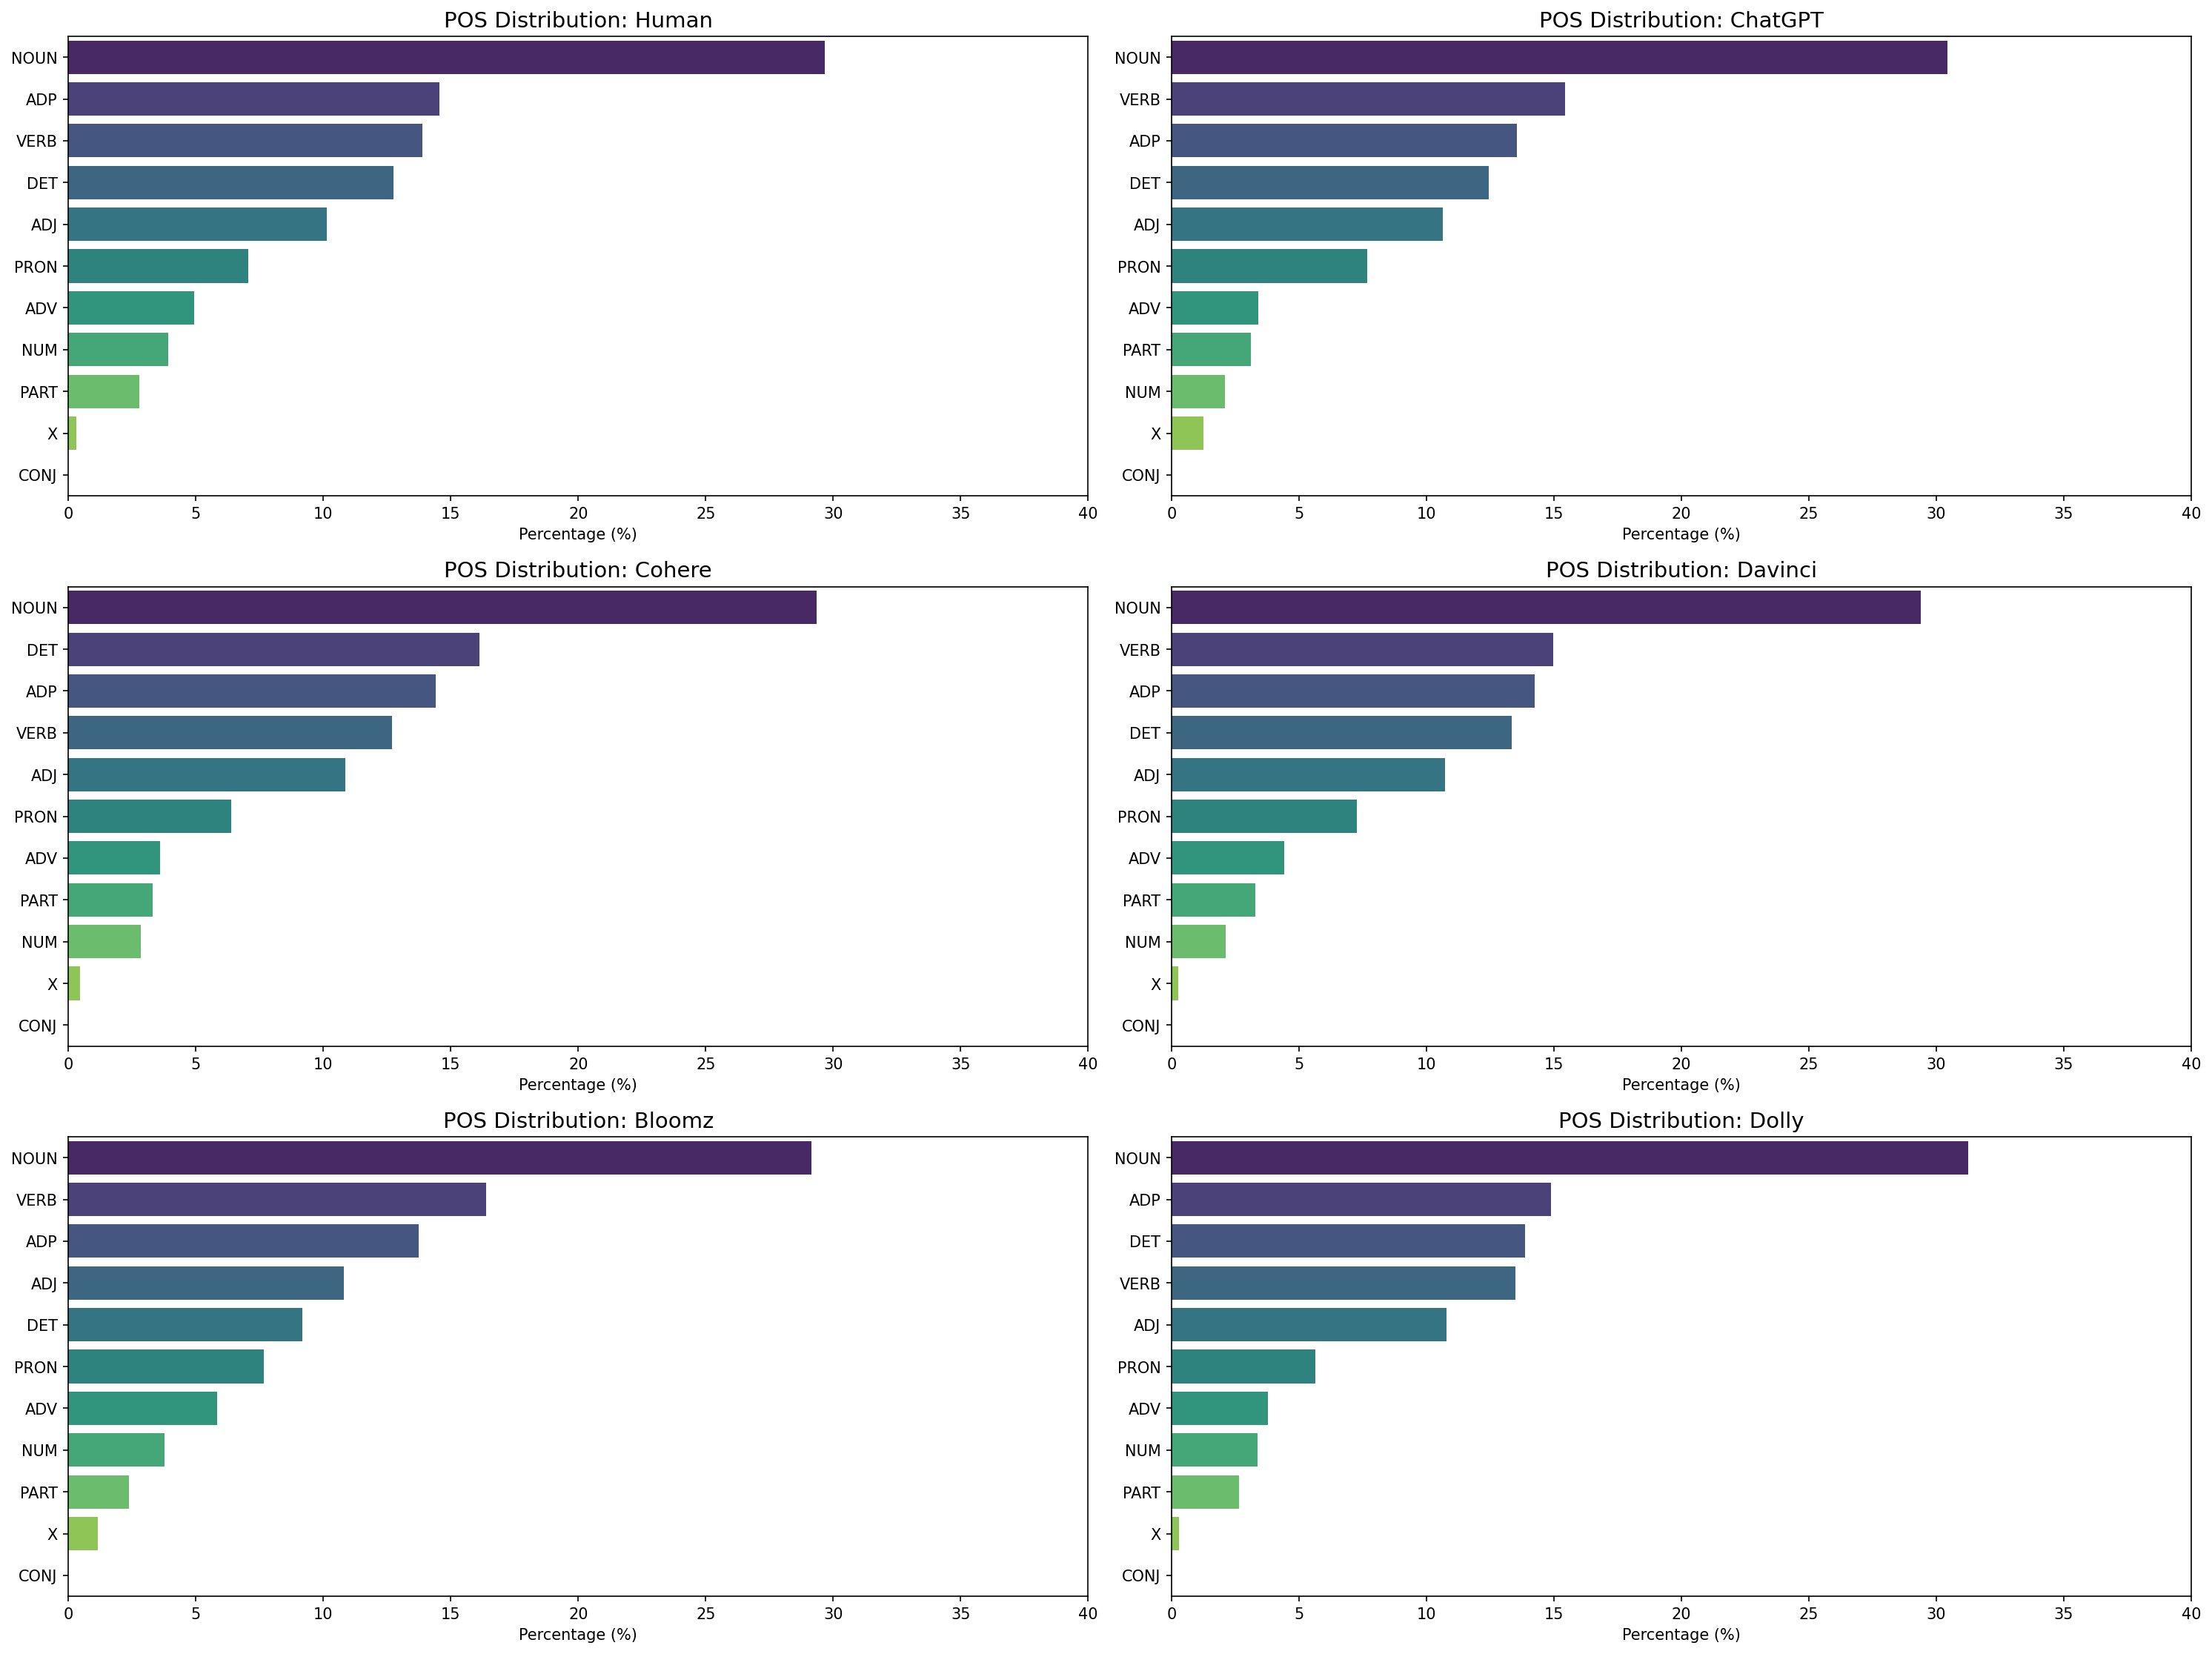 POS Distribution: Human
NOUN
ADP
VERB
DET
ADJ
PRON
ADV
NUM
PART
X
CONJ
0 5 10 15 20 25 30 35 40
Percentage (%)
POS Distribution: ChatGPT
NOUN
VERB
ADP
DET
ADJ
PRON
ADV
PART
NUM
X
CONJ
0 5 10 15 20 25 30 35 40
Percentage (%)
POS Distribution: Cohere
NOUN
DET
ADP
VERB
ADJ
PRON
ADV
PART
NUM
X
CONJ
0 5 10 15 20 25 30 35 40
Percentage (%)
POS Distribution: Davinci
NOUN
VERB
ADP
DET
ADJ
PRON
ADV
PART
NUM
X
CONJ
0 5 10 15 20 25 30 35 40
Percentage (%)
POS Distribution: Bloomz
NOUN
VERB
ADP
ADJ
DET
PRON
ADV
NUM
PART
X
CONJ
0 5 10 15 20 25 30 35 40
Percentage (%)
POS Distribution: Dolly
NOUN
ADP
DET
VERB
ADJ
PRON
ADV
NUM
PART
X
CONJ
0 5 10 15 20 25 30 35 40
Percentage (%)